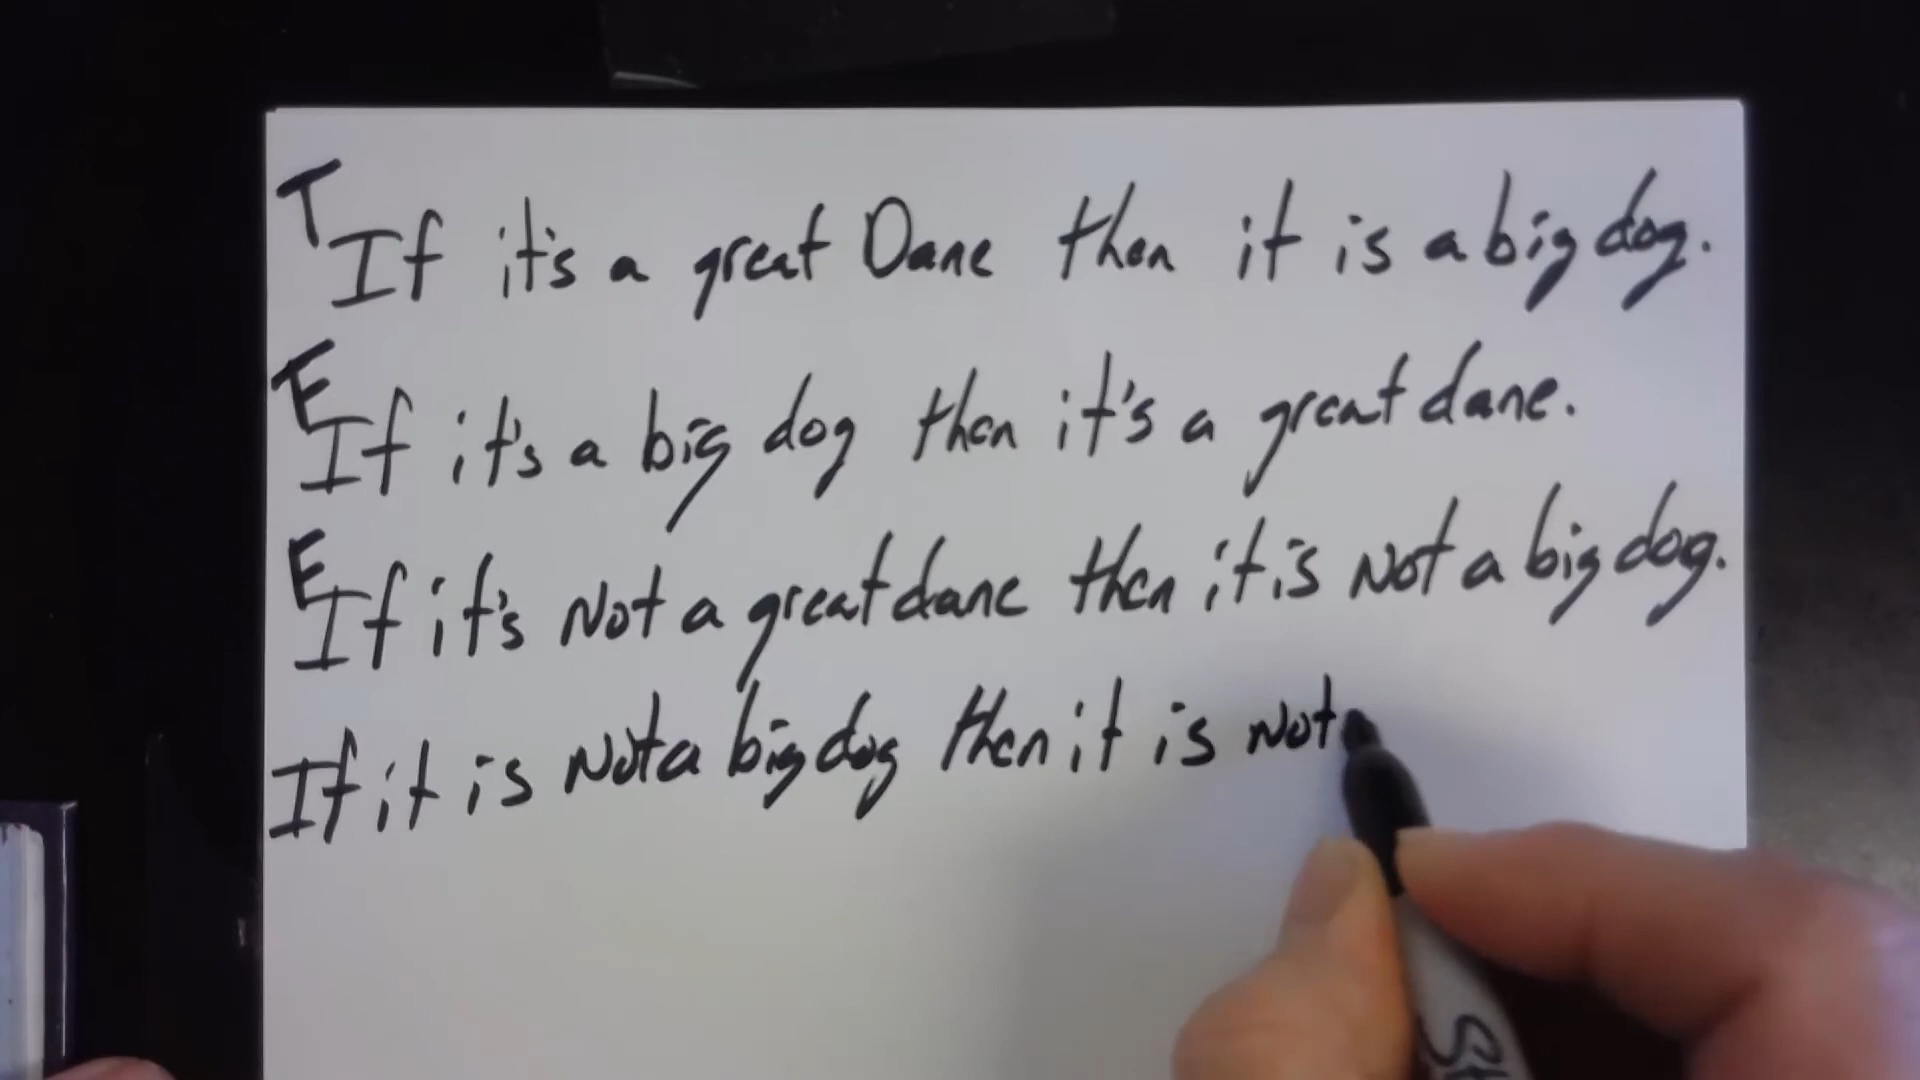 T If it's a great Dane then it is a big dog.
F If it's a big dog then it's a great dane.
F If it's Not a great dane then it is Not a big dog.
If it is Not a big dog then it is Not